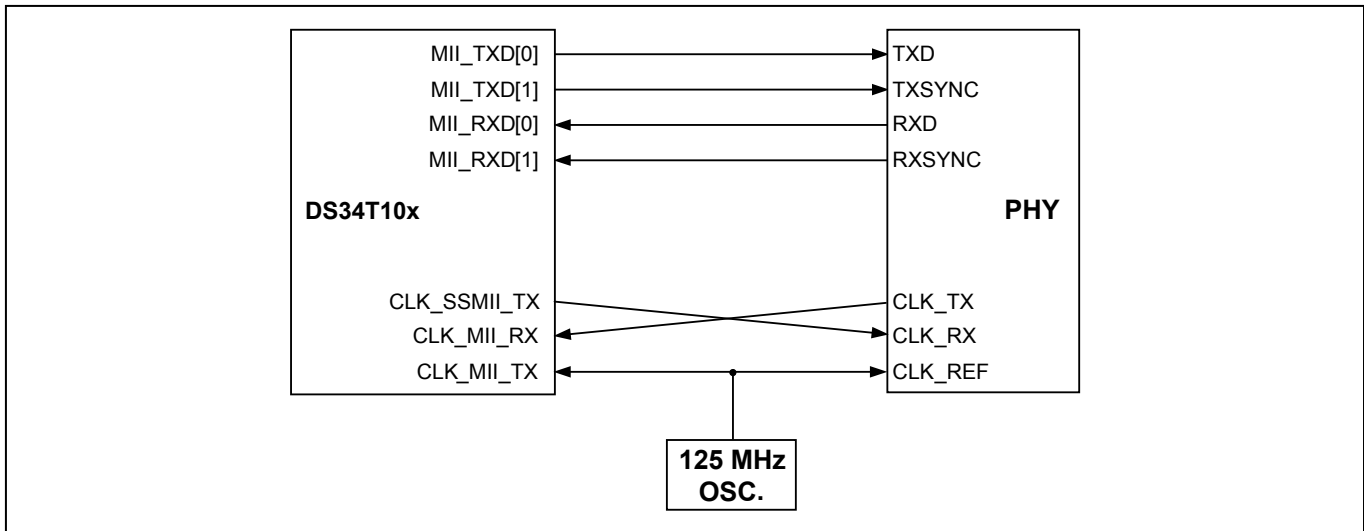 MII_TXD[0]
TXD
MII_TXD[1]
TXSYNC
MII_RXD[0]
RXD
MII_RXD[1]
RXSYNC
DS34T10x
PHY
CLK_SSMII_TX
CLK_TX
CLK_MII_RX
CLK_RX
CLK_MII_TX
CLK_REF
125 MHz
OSC.